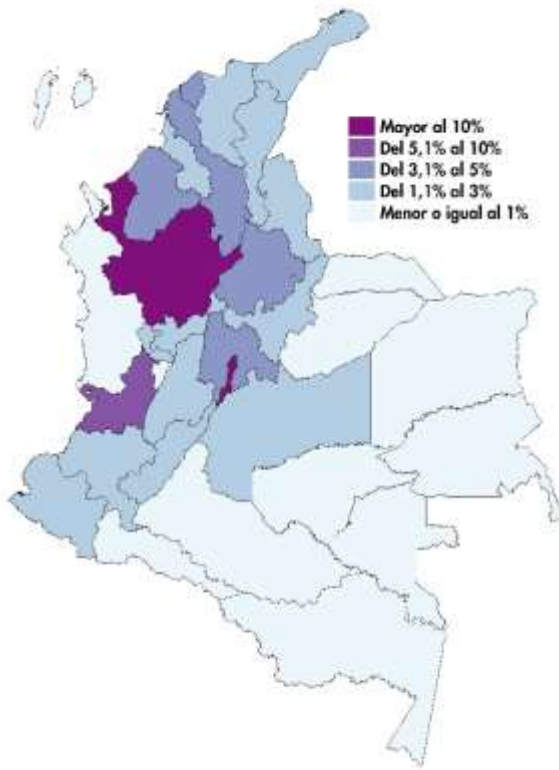 Mayor al 10%
Del 5,1% al 10%
Del 3,1% al 5%
Del 1,1% al 3%
Menor o igual al 1%